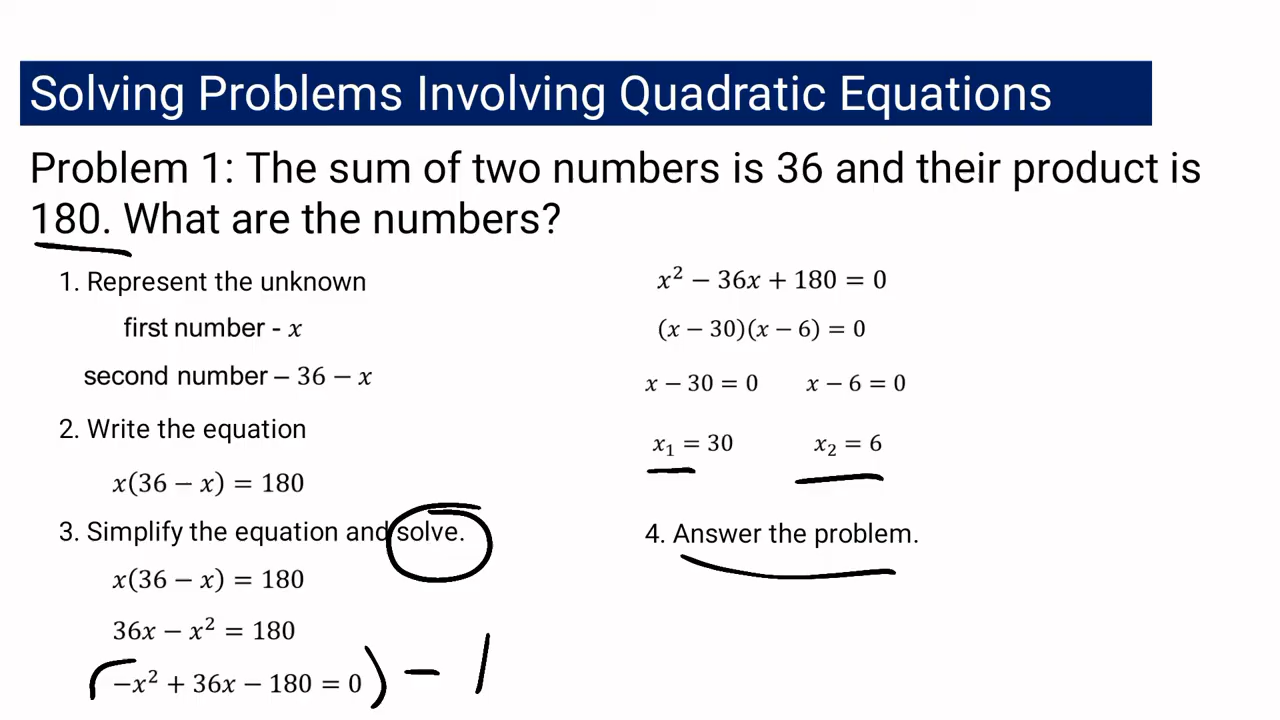 Solving Problems Involving Quadratic Equations
Problem 1: The sum of two numbers is 36 and their product is
180. What are the numbers?
1. Represent the unknown
first number - x
second number – 36 − x
2. Write the equation
x(36 − x) = 180
3. Simplify the equation and solve.
x(36 − x) = 180
36x − x² = 180
(−x² + 36x − 180 = 0) − 1
x² − 36x + 180 = 0
(x − 30)(x − 6) = 0
x − 30 = 0 x − 6 = 0
x₁ = 30 x₂ = 6
4. Answer the problem.